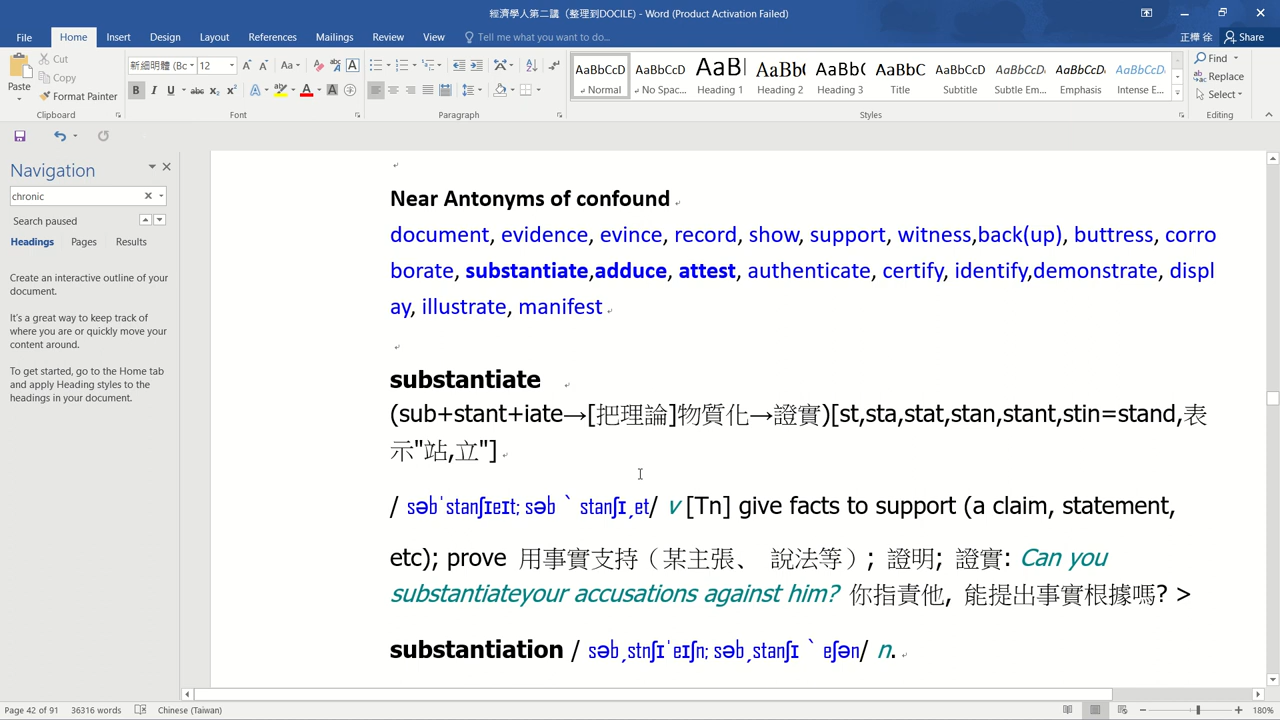 經濟學人第二議（整理到DOCILE) - Word (Product Activation Failed)
File Home Insert Design Layout References Mailings Review View Tell me what you want to do... 正樺 徐 Share
Paste Cut Copy Format Painter
新細明體 (Bc 12
AaBbCcD AaBbCcD AaBI AaBb( AaBbCc AaBbC AaBbCcD AaBbCcD AaBbCcD AaBbCcD
Normal No Spac... Heading 1 Heading 2 Heading 3 Title Subtitle Subtle Em... Emphasis Intense E...
Find Replace Select
Clipboard Font Paragraph Styles Editing
Navigation
chronic
Search paused
Headings Pages Results
Create an interactive outline of your
document.
It's a great way to keep track of
where you are or quickly move your
content around.
To get started, go to the Home tab
and apply Heading styles to the
headings in your document.
Near Antonyms of confound
document, evidence, evince, record, show, support, witness,back(up), buttress, corro
borate, substantiate,adduce, attest, authenticate, certify, identify,demonstrate, displ
ay, illustrate, manifest
substantiate
(sub+stant+iate→[把理論]物質化→證實)[st,sta,stat,stan,stant,stin=stand,表
示"站,立"]
/ səbˈstanʃɪeɪt; səb ˋ stanʃɪˏet/ v [Tn] give facts to support (a claim, statement,
etc); prove 用事實支持（某主張、 說法等）; 證明; 證實: Can you
substantiateyour accusations against him? 你指責他, 能提出事實根據嗎? >
substantiation / səbˏstnʃɪˈeɪʃn; səbˏstanʃɪ ˋ eʃən/ n.
Page 42 of 91 36316 words Chinese (Taiwan) 180%